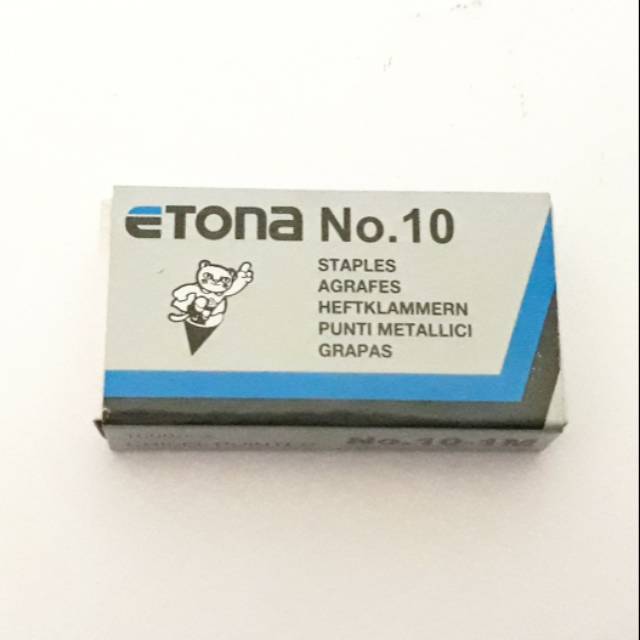 ETONA No.10
STAPLES
AGRAFES
HEFTKLAMMERN
PUNTI METALLICI
GRAPAS
No.10-1M